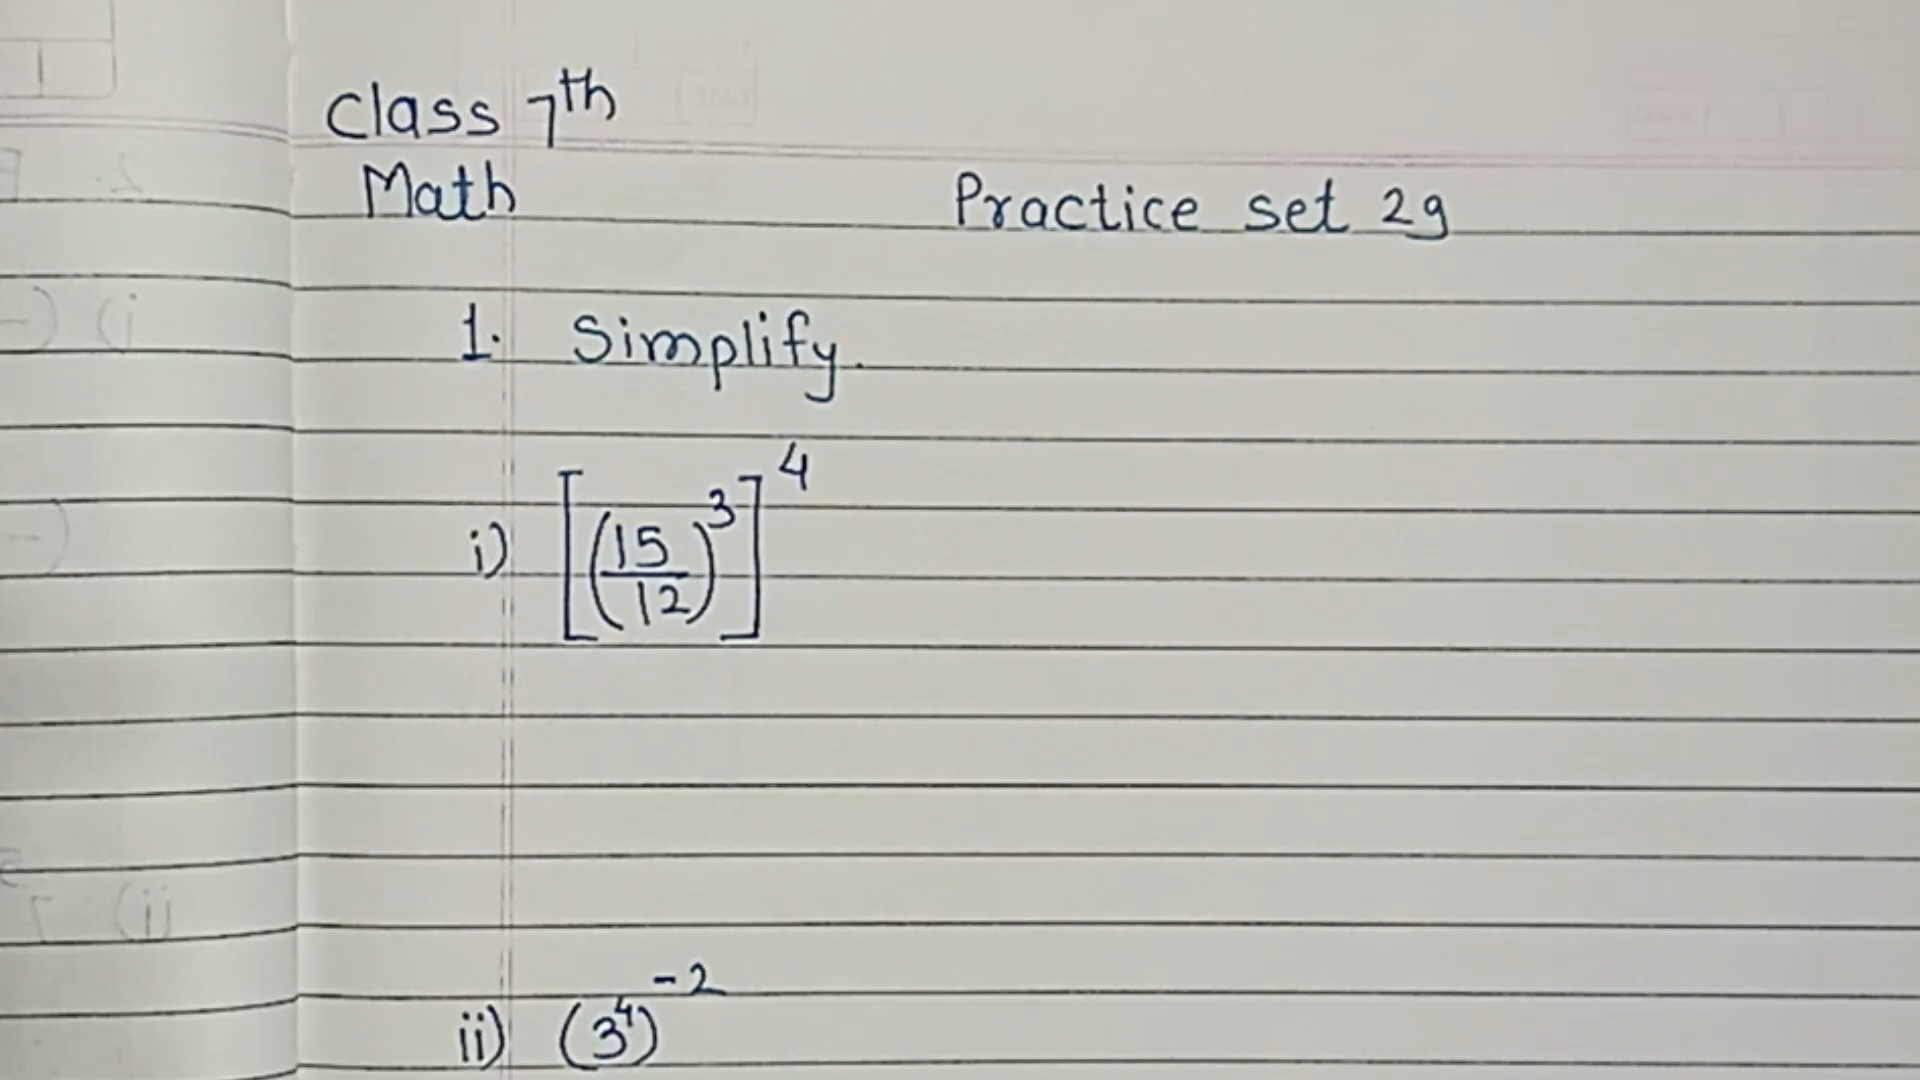 Class 7th
Math
Practice set 29
1. Simplify.
i) [(15/12)^3]^4
ii) (3^4)^-2